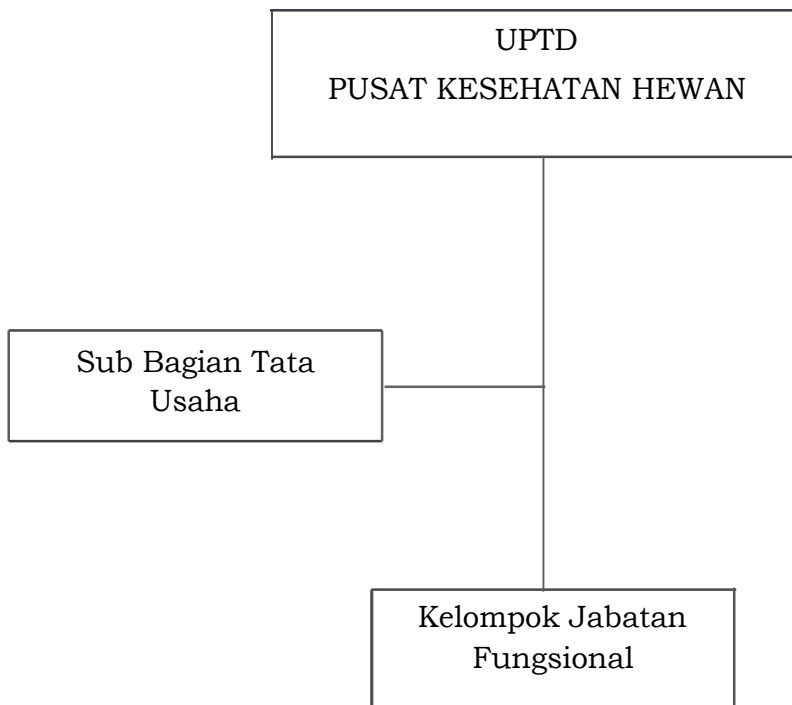 UPTD
PUSAT KESEHATAN HEWAN
Sub Bagian Tata
Usaha
Kelompok Jabatan
Fungsional